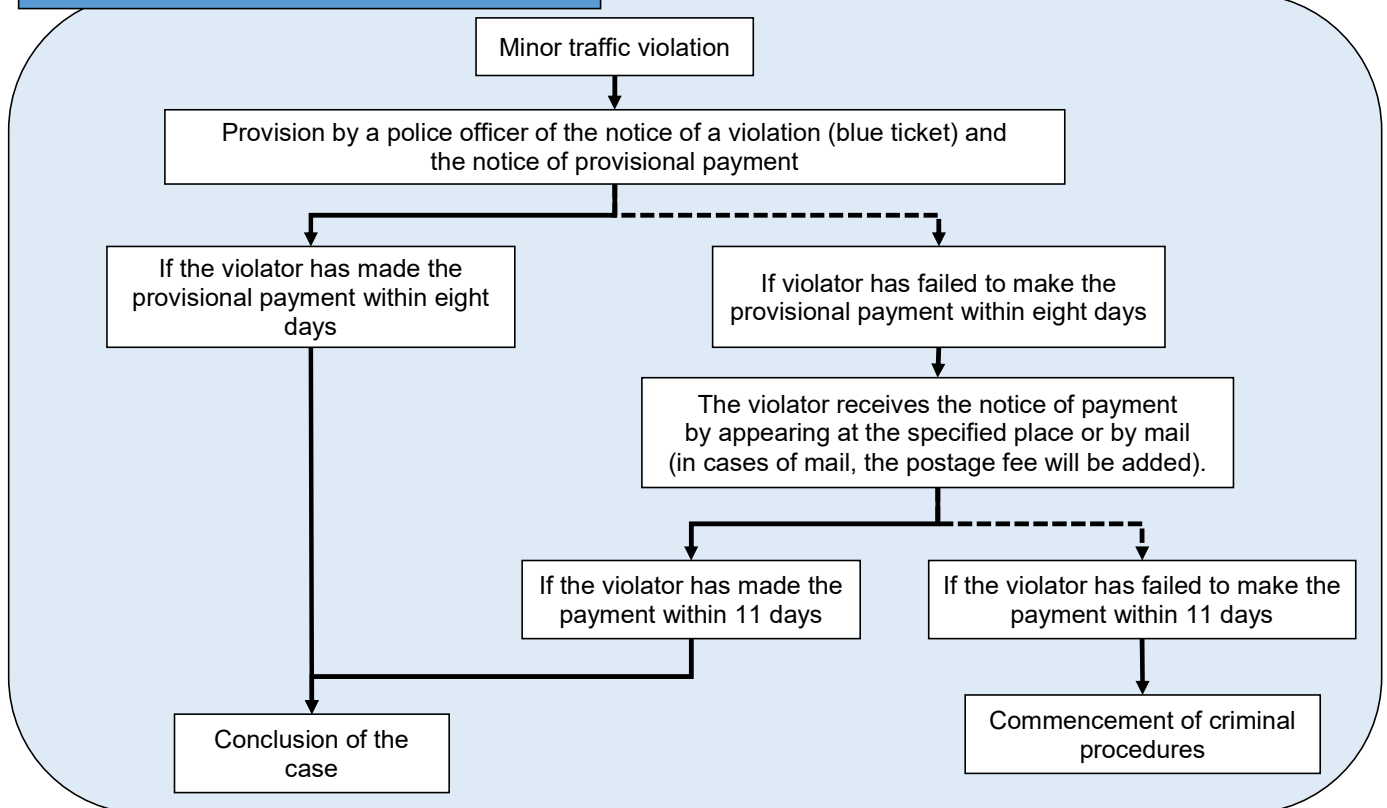 Minor traffic violation
Provision by a police officer of the notice of a violation (blue ticket) and
the notice of provisional payment
If the violator has made the
provisional payment within eight
days
If violator has failed to make the
provisional payment within eight days
The violator receives the notice of payment
by appearing at the specified place or by mail
(in cases of mail, the postage fee will be added).
If the violator has made the
payment within 11 days
If the violator has failed to make the
payment within 11 days
Conclusion of the
case
Commencement of criminal
procedures